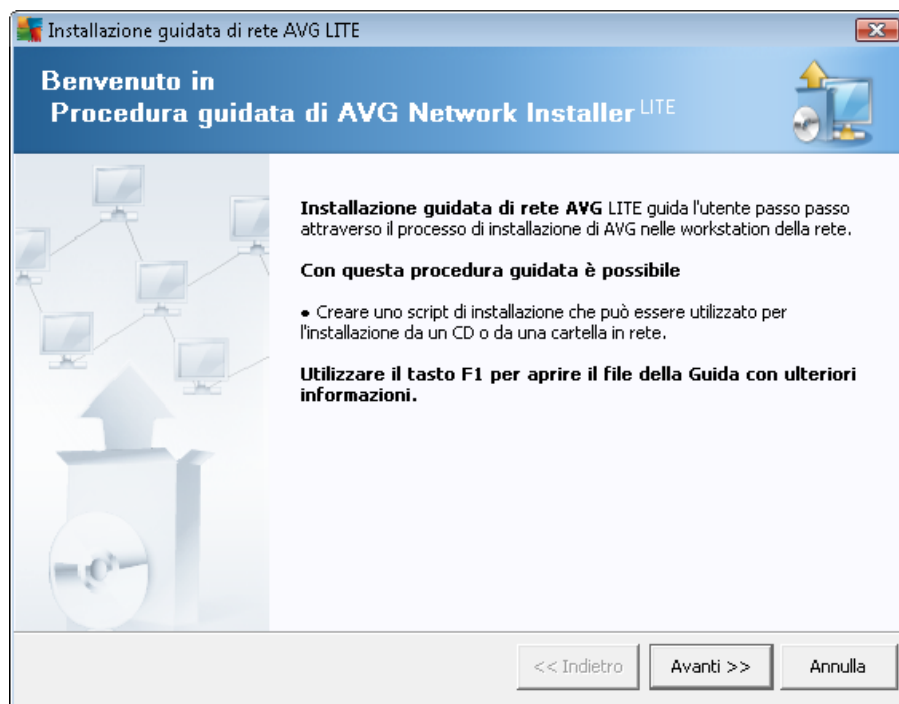 Installazione guidata di rete AVG LITE
Benvenuto in
Procedura guidata di AVG Network Installer LITE
Installazione guidata di rete AVG LITE guida l'utente passo passo
attraverso il processo di installazione di AVG nelle workstation della rete.
Con questa procedura guidata è possibile
• Creare uno script di installazione che può essere utilizzato per
l'installazione da un CD o da una cartella in rete.
Utilizzare il tasto F1 per aprire il file della Guida con ulteriori
informazioni.
<< Indietro
Avanti >>
Annulla